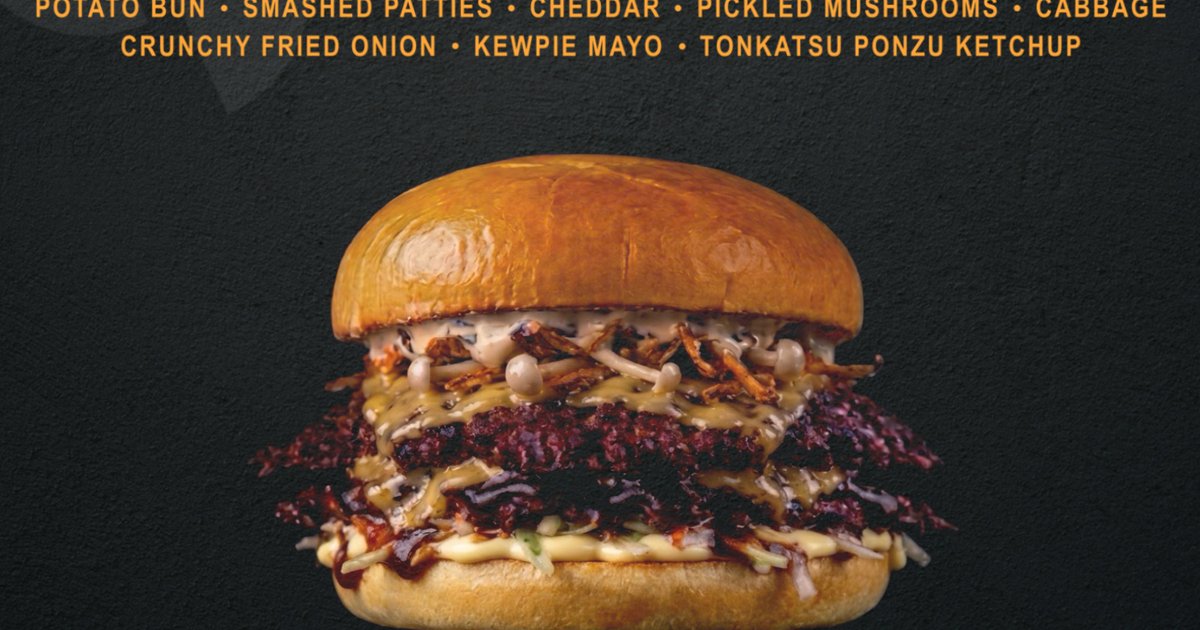 POTATO BUN • SMASHED PATTIES • CHEDDAR • PICKLED MUSHROOMS • CABBAGE
CRUNCHY FRIED ONION • KEWPIE MAYO • TONKATSU PONZU KETCHUP